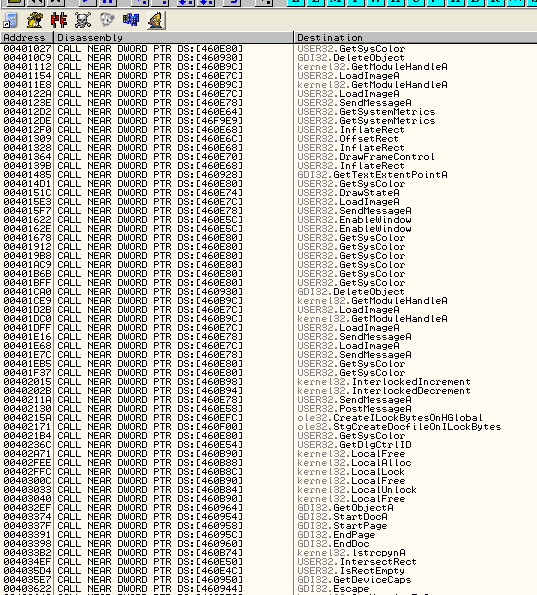 Address Disassembly Destination
00401027 CALL NEAR DWORD PTR DS:[460E80] USER32.GetSysColor
004010C9 CALL NEAR DWORD PTR DS:[460930] GDI32.DeleteObject
00401112 CALL NEAR DWORD PTR DS:[460B9C] kernel32.GetModuleHandleA
00401154 CALL NEAR DWORD PTR DS:[460E7C] USER32.LoadImageA
004011E8 CALL NEAR DWORD PTR DS:[460B9C] kernel32.GetModuleHandleA
0040122A CALL NEAR DWORD PTR DS:[460E7C] USER32.LoadImageA
0040123E CALL NEAR DWORD PTR DS:[460E78] USER32.SendMessageA
004012D2 CALL NEAR DWORD PTR DS:[460E64] USER32.GetSystemMetrics
004012DE CALL NEAR DWORD PTR DS:[46F9E9] USER32.GetSystemMetrics
004012F0 CALL NEAR DWORD PTR DS:[460E68] USER32.InflateRect
00401309 CALL NEAR DWORD PTR DS:[460E6C] USER32.OffsetRect
00401328 CALL NEAR DWORD PTR DS:[460E68] USER32.InflateRect
00401364 CALL NEAR DWORD PTR DS:[460E70] USER32.DrawFrameControl
0040139B CALL NEAR DWORD PTR DS:[460E68] USER32.InflateRect
00401485 CALL NEAR DWORD PTR DS:[460928] GDI32.GetTextExtentPointA
004014D1 CALL NEAR DWORD PTR DS:[460E80] USER32.GetSysColor
0040151C CALL NEAR DWORD PTR DS:[460E74] USER32.DrawStateA
004015E3 CALL NEAR DWORD PTR DS:[460E7C] USER32.LoadImageA
004015F7 CALL NEAR DWORD PTR DS:[460E78] USER32.SendMessageA
00401622 CALL NEAR DWORD PTR DS:[460E5C] USER32.EnableWindow
0040162E CALL NEAR DWORD PTR DS:[460E5C] USER32.EnableWindow
00401678 CALL NEAR DWORD PTR DS:[460E80] USER32.GetSysColor
00401912 CALL NEAR DWORD PTR DS:[460E80] USER32.GetSysColor
004019B8 CALL NEAR DWORD PTR DS:[460E80] USER32.GetSysColor
00401AC9 CALL NEAR DWORD PTR DS:[460E80] USER32.GetSysColor
00401B6B CALL NEAR DWORD PTR DS:[460E80] USER32.GetSysColor
00401BFF CALL NEAR DWORD PTR DS:[460E80] USER32.GetSysColor
00401CA0 CALL NEAR DWORD PTR DS:[460930] GDI32.DeleteObject
00401CE9 CALL NEAR DWORD PTR DS:[460B9C] kernel32.GetModuleHandleA
00401D2B CALL NEAR DWORD PTR DS:[460E7C] USER32.LoadImageA
00401DC0 CALL NEAR DWORD PTR DS:[460B9C] kernel32.GetModuleHandleA
00401DFF CALL NEAR DWORD PTR DS:[460E7C] USER32.LoadImageA
00401E16 CALL NEAR DWORD PTR DS:[460E78] USER32.SendMessageA
00401E68 CALL NEAR DWORD PTR DS:[460E7C] USER32.LoadImageA
00401E7C CALL NEAR DWORD PTR DS:[460E78] USER32.SendMessageA
00401EB5 CALL NEAR DWORD PTR DS:[460E80] USER32.GetSysColor
00401F37 CALL NEAR DWORD PTR DS:[460E80] USER32.GetSysColor
00402015 CALL NEAR DWORD PTR DS:[460B98] kernel32.InterlockedIncrement
0040202B CALL NEAR DWORD PTR DS:[460B94] kernel32.InterlockedDecrement
0040211A CALL NEAR DWORD PTR DS:[460E78] USER32.SendMessageA
00402130 CALL NEAR DWORD PTR DS:[460E58] USER32.PostMessageA
0040215A CALL NEAR DWORD PTR DS:[460EFC] ole32.CreateILockBytesOnHGlobal
00402171 CALL NEAR DWORD PTR DS:[460F00] ole32.StgCreateDocfileOnILockBytes
004021B4 CALL NEAR DWORD PTR DS:[460E80] USER32.GetSysColor
0040236C CALL NEAR DWORD PTR DS:[460E54] USER32.GetDlgCtrlID
00402A71 CALL NEAR DWORD PTR DS:[460B90] kernel32.LocalFree
00402FEE CALL NEAR DWORD PTR DS:[460B88] kernel32.LocalAlloc
00402FFC CALL NEAR DWORD PTR DS:[460B8C] kernel32.LocalLock
0040300C CALL NEAR DWORD PTR DS:[460B90] kernel32.LocalFree
00403033 CALL NEAR DWORD PTR DS:[460B84] kernel32.LocalUnlock
00403040 CALL NEAR DWORD PTR DS:[460B90] kernel32.LocalFree
004032EF CALL NEAR DWORD PTR DS:[460964] GDI32.GetObjectA
00403374 CALL NEAR DWORD PTR DS:[460954] GDI32.StartDocA
0040337F CALL NEAR DWORD PTR DS:[460958] GDI32.StartPage
00403391 CALL NEAR DWORD PTR DS:[46095C] GDI32.EndPage
00403398 CALL NEAR DWORD PTR DS:[460960] GDI32.EndDoc
004033B2 CALL NEAR DWORD PTR DS:[460B74] kernel32.lstrcpynA
004034EF CALL NEAR DWORD PTR DS:[460E50] USER32.IntersectRect
004035D4 CALL NEAR DWORD PTR DS:[460E4C] USER32.IsRectEmpty
004035E7 CALL NEAR DWORD PTR DS:[460950] GDI32.GetDeviceCaps
00403622 CALL NEAR DWORD PTR DS:[460944] GDI32.Escape